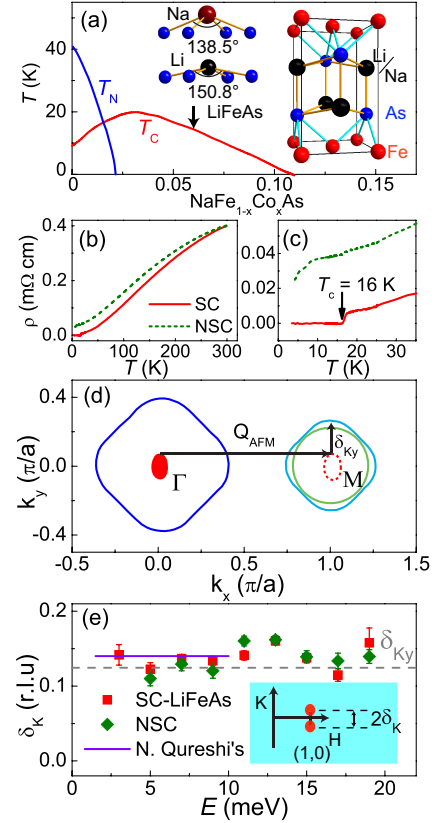 (a)
Na
138.5°
Li
150.8°
LiFeAs
Li/Na
As
Fe
T (K)
40
20
0
T_N
T_C
0.00
0.05
0.10
0.15
NaFe_{1-x}Co_xAs
(b)
ρ (mΩ cm)
0.4
0.2
0.0
SC
NSC
0
100
200
300
T (K)
(c)
0.04
0.00
T_c = 16 K
0
10
20
30
T (K)
(d)
k_y (π/a)
0.4
0.0
-0.4
Q_AFM
δ_Ky
Γ
M
-0.5
0.0
0.5
1.0
1.5
k_x (π/a)
(e)
δ_K (r.l.u)
0.2
0.1
0.0
δ_Ky
SC-LiFeAs
NSC
N. Qureshi's
K
H
2δ_K
(1,0)
0
5
10
15
20
E (meV)